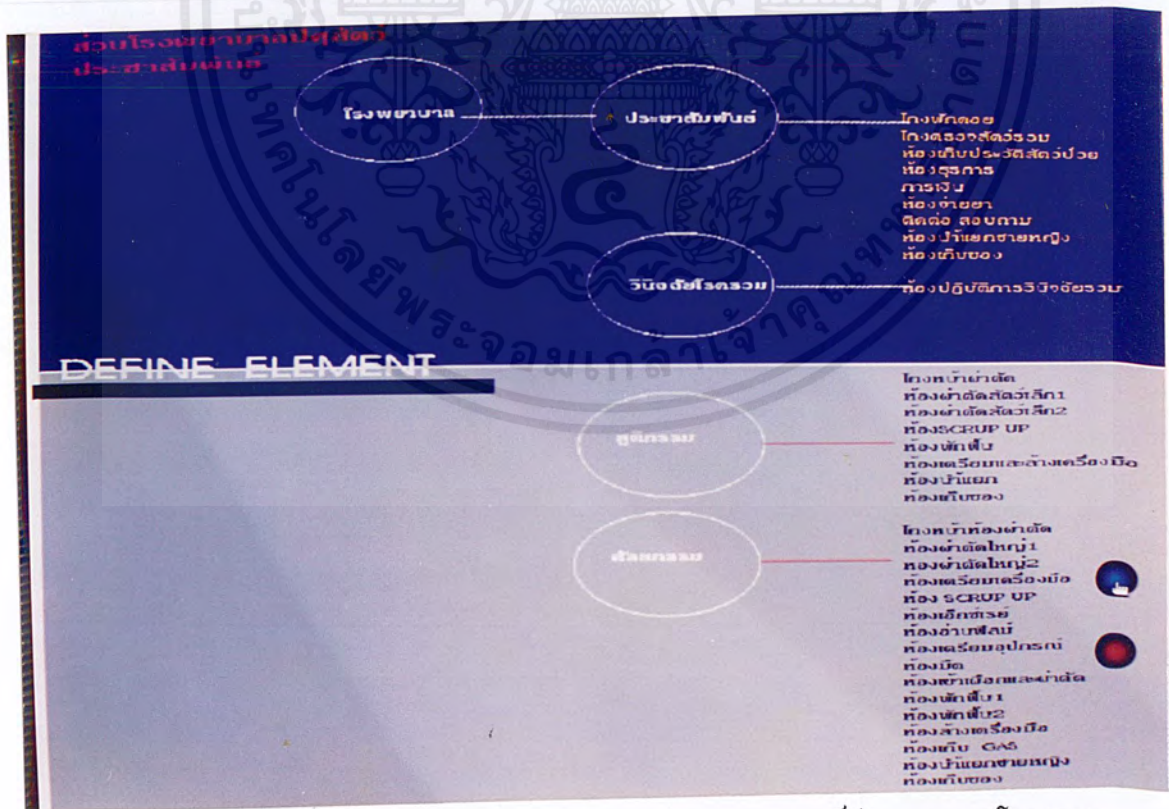 ส่วนโรงพยาบาลปศุสัตว์
ประชาสัมพันธ์
โรงพยาบาล
ประชาสัมพันธ์
โถงพักคอย
โถงตรวจสัตว์รวม
ห้องเก็บประวัติสัตว์ป่วย
ห้องธุรการ
การเงิน
ห้องจ่ายยา
ติดต่อ สอบถาม
ห้องน้ำแยกชายหญิง
ห้องเก็บของ
วินิจฉัยโรครวม
ห้องปฏิบัติการวินิจฉัยรวม
DEFINE ELEMENT
สูติกรรม
โถงหน้าผ่าตัด
ห้องผ่าตัดสัตว์เล็ก1
ห้องผ่าตัดสัตว์เล็ก2
ห้องSCRUP UP
ห้องพักฟื้น
ห้องเตรียมและล้างเครื่องมือ
ห้องน้ำแยก
ห้องเก็บของ
ศัลยกรรม
โถงหน้าห้องผ่าตัด
ห้องผ่าตัดใหญ่1
ห้องผ่าตัดใหญ่2
ห้องเตรียมเครื่องมือ
ห้อง SCRUP UP
ห้องเอ็กซ์เรย์
ห้องอ่านฟิลม์
ห้องเตรียมอุปกรณ์
ห้องมืด
ห้องเข้าเฝือกและผ่าตัด
ห้องพักฟื้น1
ห้องพักฟื้น2
ห้องล้างเครื่องมือ
ห้องเก็บ GAS
ห้องน้ำแยกชายหญิง
ห้องเก็บของ